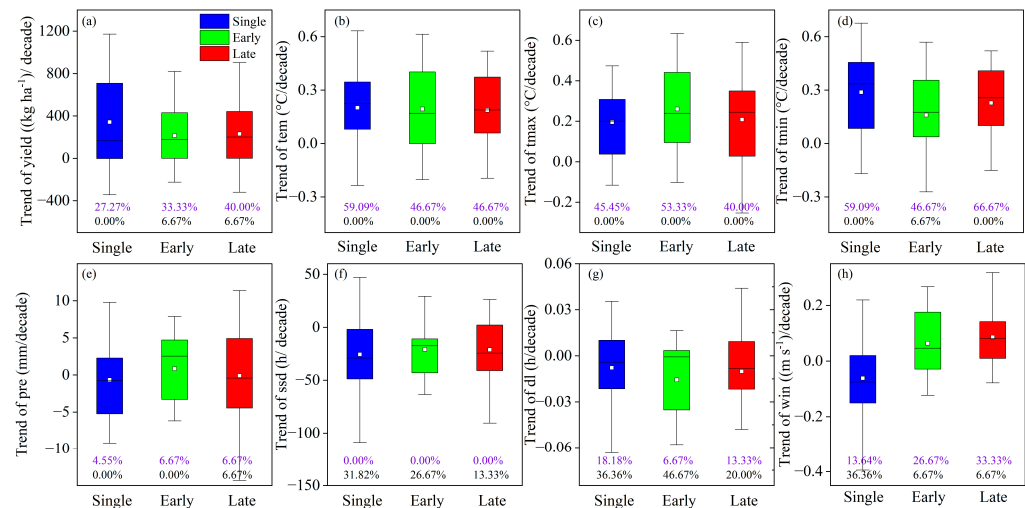 (a)
Single
Early
Late
Trend of yield ((kg ha⁻¹)/ decade)
1200
800
400
0
−400
27.27% 33.33% 40.00%
0.00% 6.67% 6.67%
Single Early Late
(b)
Trend of tem (°C/decade)
0.6
0.3
0.0
−0.3
59.09% 46.67% 46.67%
0.00% 0.00% 0.00%
Single Early Late
(c)
Trend of tmax (°C/decade)
0.6
0.4
0.2
0.0
−0.2
45.45% 53.33% 40.00%
0.00% 0.00% 0.00%
Single Early Late
(d)
Trend of tmin (°C/decade)
0.6
0.3
0.0
−0.3
59.09% 46.67% 66.67%
0.00% 6.67% 0.00%
Single Early Late
(e)
Trend of pre (mm/decade)
10
5
0
−5
−10
4.55% 6.67% 6.67%
0.00% 0.00% 6.67%
Single Early Late
(f)
Trend of ssd (h/ decade)
50
0
−50
−100
−150
0.00% 0.00% 0.00%
31.82% 26.67% 13.33%
Single Early Late
(g)
Trend of dl (h/decade)
0.06
0.03
0.00
−0.03
−0.06
18.18% 6.67% 13.33%
36.36% 46.67% 20.00%
Single Early Late
(h)
Trend of win ((m s⁻¹)/decade)
0.2
0.0
−0.2
−0.4
13.64% 26.67% 33.33%
36.36% 6.67% 6.67%
Single Early Late